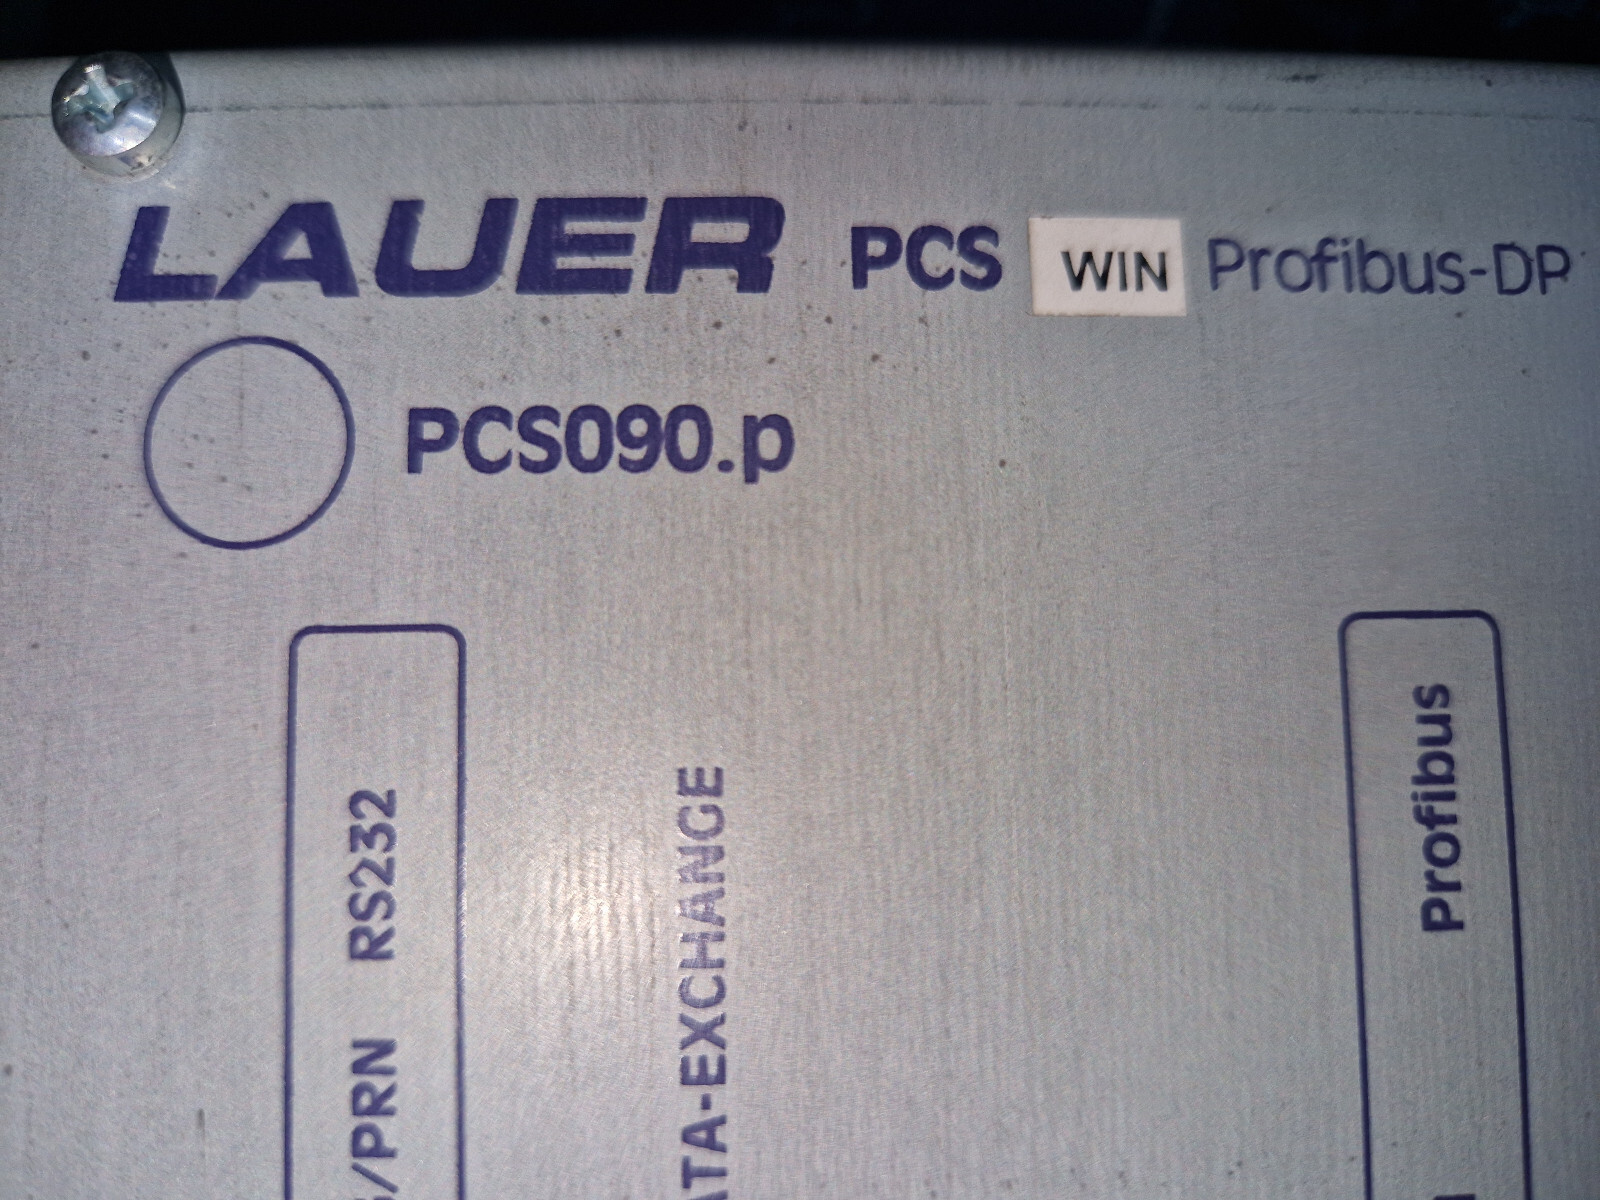 LAUER PCS WIN Profibus-DP
PCS090.p
RS232
/PRN
ATA-EXCHANGE
Profibus